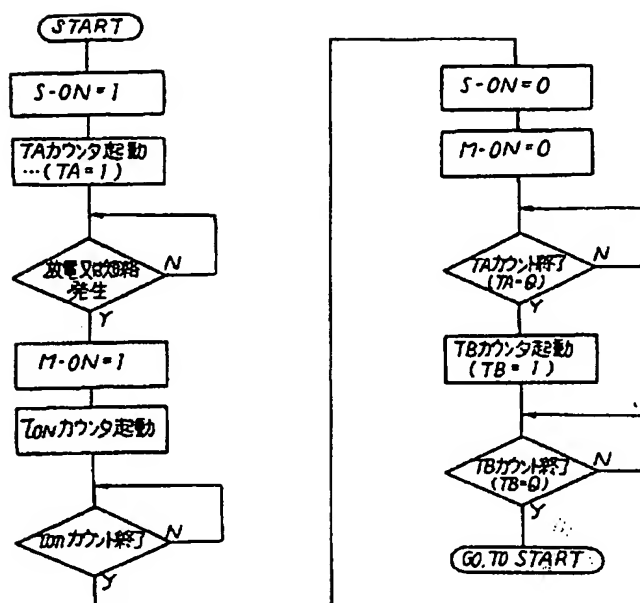 START
S-ON=1
TAカウンタ起動
…(TA=1)
放電又は短絡
発生
N
Y
M-ON=1
τONカウンタ起動
τonカウント終了
N
Y
S-ON=0
M-ON=0
TAカウント終了
(TA=0)
N
Y
TBカウンタ起動
(TB=1)
TBカウント終了
(TB=0)
N
Y
GO.TO START